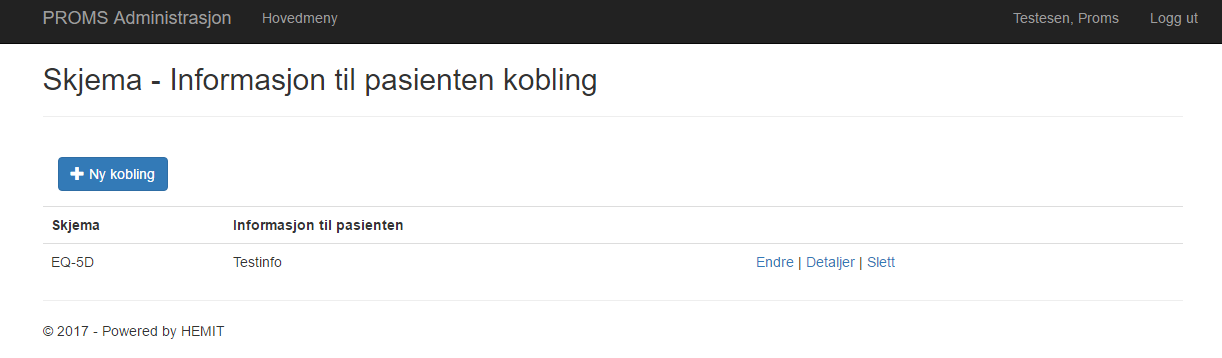 PROMS Administrasjon Hovedmeny Testesen, Proms Logg ut
Skjema - Informasjon til pasienten kobling
Ny kobling
Skjema Informasjon til pasienten
EQ-5D Testinfo Endre | Detaljer | Slett
© 2017 - Powered by HEMIT